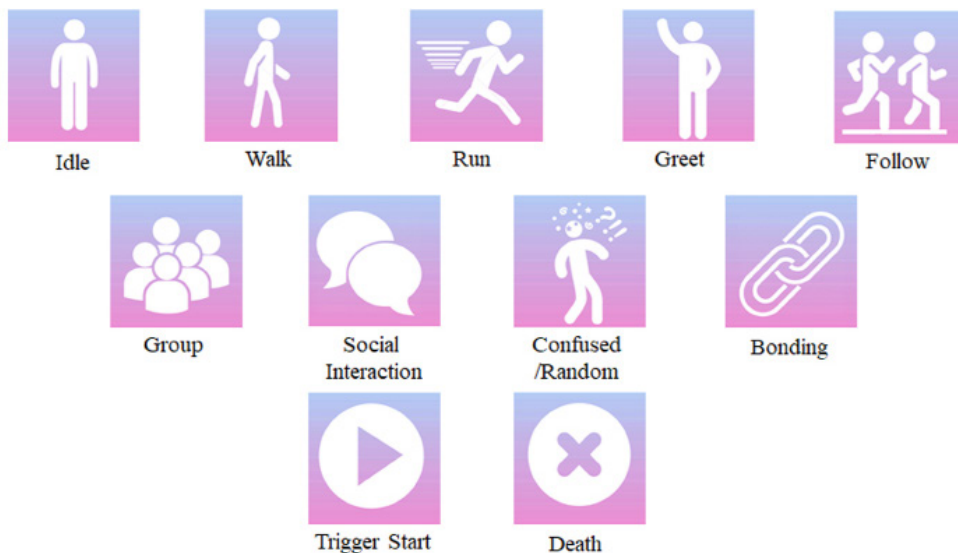 Idle
Walk
Run
Greet
Follow
?!!
Group
Social
Interaction
Confused
/Random
Bonding
Trigger Start
Death